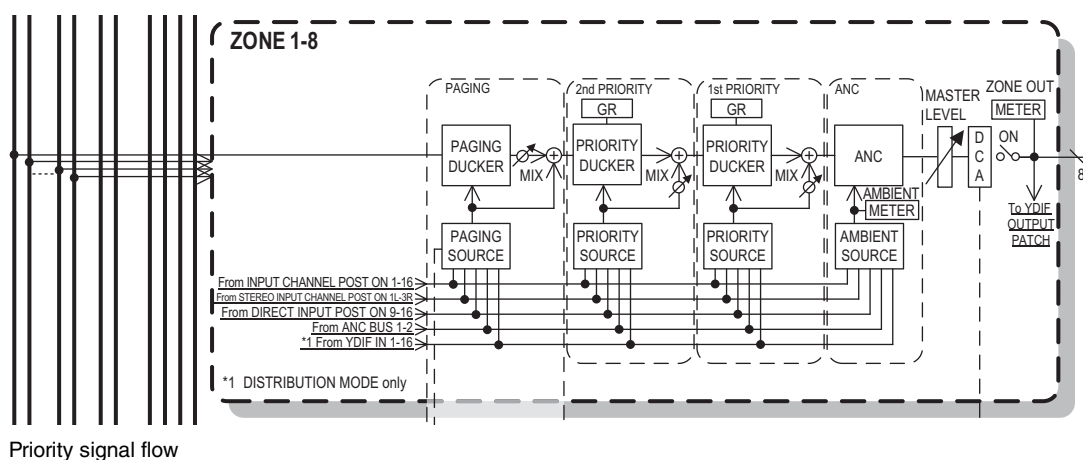 ZONE 1-8
PAGING
2nd PRIORITY
1st PRIORITY
ANC
GR
GR
MASTER
LEVEL
ZONE OUT
METER
PAGING
DUCKER
MIX
PRIORITY
DUCKER
MIX
PRIORITY
DUCKER
MIX
ANC
D
C
A
ON
8
AMBIENT
METER
To YDIF
OUTPUT
PATCH
PAGING
SOURCE
PRIORITY
SOURCE
PRIORITY
SOURCE
AMBIENT
SOURCE
From INPUT CHANNEL POST ON 1-16
From STEREO INPUT CHANNEL POST ON 1L-3R
From DIRECT INPUT POST ON 9-16
From ANC BUS 1-2
*1 From YDIF IN 1-16
*1 DISTRIBUTION MODE only
Priority signal flow